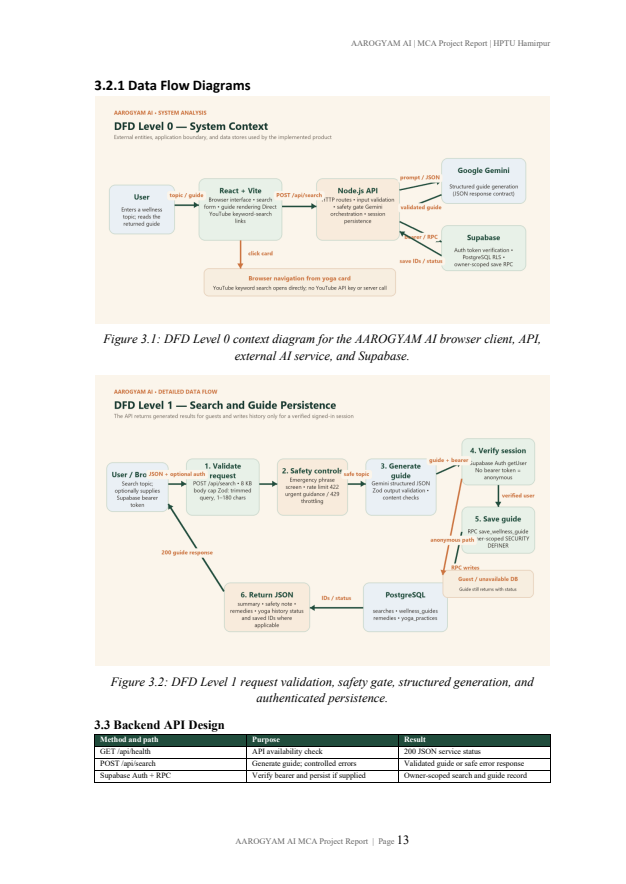 AAROGYAM AI | MCA Project Report | HPTU Hamirpur
3.2.1 Data Flow Diagrams
AAROGYAM AI • SYSTEM ANALYSIS
DFD Level 0 — System Context
External entities, application boundary, and data stores used by the implemented product
User
Enters a wellness
topic; reads the
returned guide
topic / guide
React + Vite
Browser interface • search
form • guide rendering Direct
YouTube keyword-search
links
POST /api/search
Node.js API
HTTP routes • input validation
• safety gate Gemini
orchestration • session
persistence
prompt / JSON
validated guide
Google Gemini
Structured guide generation
(JSON response contract)
bearer / RPC
save IDs / status
Supabase
Auth token verification •
PostgreSQL RLS •
owner-scoped save RPC
click card
Browser navigation from yoga card
YouTube keyword search opens directly; no YouTube API key or server call
Figure 3.1: DFD Level 0 context diagram for the AAROGYAM AI browser client, API,
external AI service, and Supabase.
AAROGYAM AI • DETAILED DATA FLOW
DFD Level 1 — Search and Guide Persistence
The API returns generated results for guests and writes history only for a verified signed-in session
User / Bro
Search topic;
optionally supplies
Supabase bearer
token
JSON + optional auth
1. Validate
request
POST /api/search • 8 KB
body cap Zod: trimmed
query, 1–180 chars
2. Safety controls
Emergency phrase
screen • rate limit 422
urgent guidance / 429
throttling
safe topic
3. Generate
guide
Gemini structured JSON
Zod output validation •
content checks
guide + bearer
4. Verify session
Supabase Auth getUser
No bearer token =
anonymous
verified user
5. Save guide
RPC save_wellness_guide
owner-scoped SECURITY
DEFINER
anonymous path
RPC writes
Guest / unavailable DB
Guide still returns with status
200 guide response
6. Return JSON
summary • safety note •
remedies • yoga history status
and saved IDs where
applicable
IDs / status
PostgreSQL
searches • wellness_guides
remedies • yoga_practices
Figure 3.2: DFD Level 1 request validation, safety gate, structured generation, and
authenticated persistence.
3.3 Backend API Design
Method and path Purpose Result
GET /api/health API availability check 200 JSON service status
POST /api/search Generate guide; controlled errors Validated guide or safe error response
Supabase Auth + RPC Verify bearer and persist if supplied Owner-scoped search and guide record
AAROGYAM AI MCA Project Report | Page 13